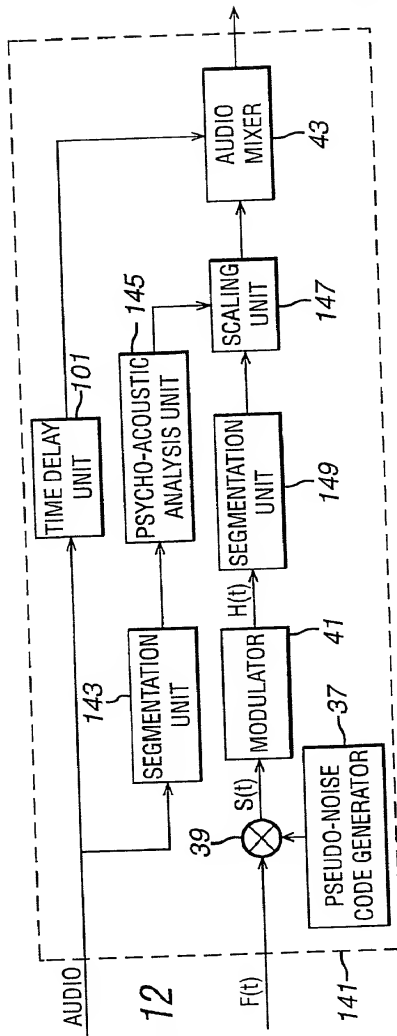 AUDIO
TIME DELAY
UNIT
101
143
SEGMENTATION
UNIT
PSYCHO-ACOUSTIC
ANALYSIS UNIT
145
AUDIO
MIXER
43
12
F(t)
39
S(t)
MODULATOR
41
H(t)
SEGMENTATION
UNIT
149
SCALING
UNIT
147
PSEUDO-NOISE
CODE GENERATOR
37
141